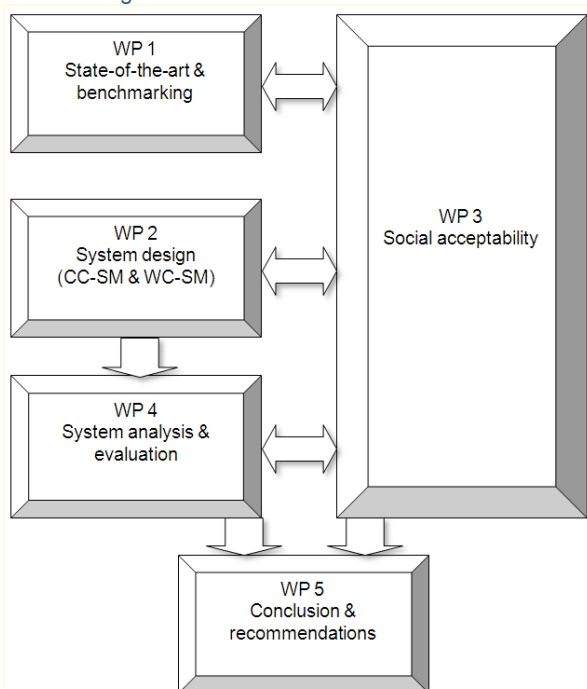 WP 1
State-of-the-art &
benchmarking
WP 2
System design
(CC-SM & WC-SM)
WP 3
Social acceptability
WP 4
System analysis &
evaluation
WP 5
Conclusion &
recommendations